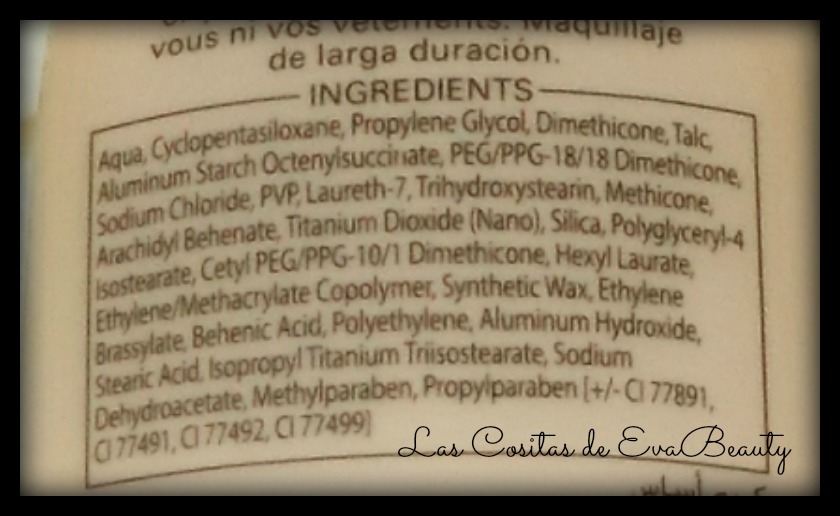 vous ni vos vêtements. Maquillaje
de larga duración.
INGREDIENTS
Aqua, Cyclopentasiloxane, Propylene Glycol, Dimethicone, Talc,
Aluminum Starch Octenylsuccinate, PEG/PPG-18/18 Dimethicone,
Sodium Chloride, PVP, Laureth-7, Trihydroxystearin, Methicone,
Arachidyl Behenate, Titanium Dioxide (Nano), Silica, Polyglyceryl-4
Isostearate, Cetyl PEG/PPG-10/1 Dimethicone, Hexyl Laurate,
Ethylene/Methacrylate Copolymer, Synthetic Wax, Ethylene
Brassylate, Behenic Acid, Polyethylene, Aluminum Hydroxide,
Stearic Acid, Isopropyl Titanium Triisostearate, Sodium
Dehydroacetate, Methylparaben, Propylparaben [+/- CI 77891,
CI 77491, CI 77492, CI 77499]
Las Cositas de EvaBeauty